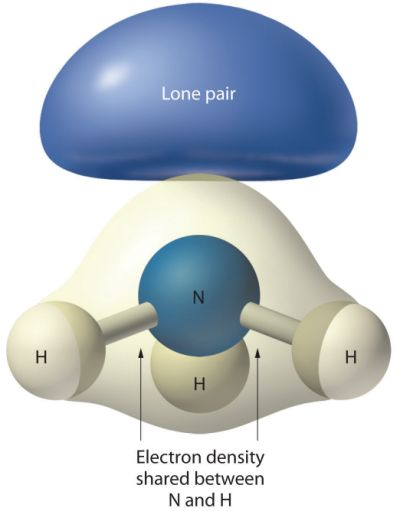 Lone pair
N
H
H
H
Electron density
shared between
N and H